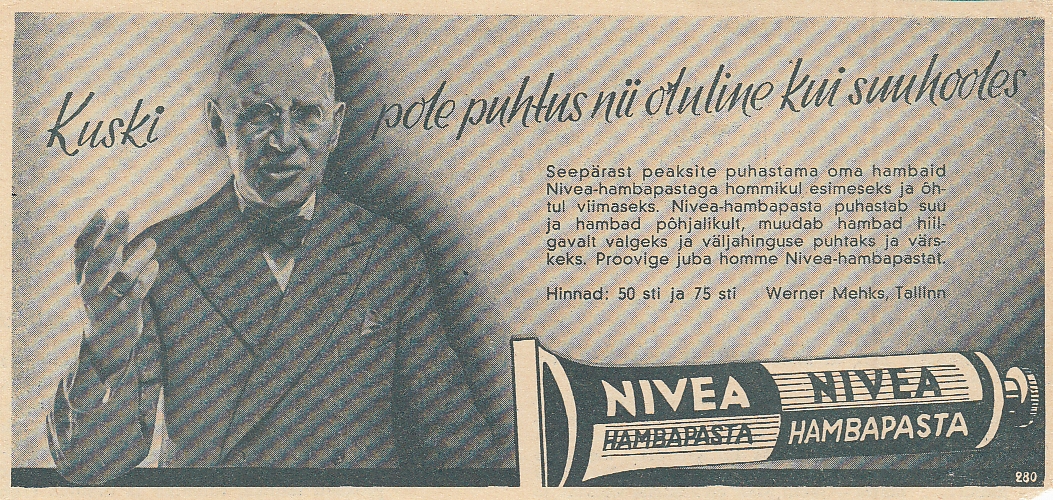 Kuski pole puhtus nii oluline kui suuhooles
Seepärast peaksite puhastama oma hambaid
Nivea-hambapastaga hommikul esimeseks ja õh-
tul viimaseks. Nivea-hambapasta puhastab suu
ja hambad põhjalikult, muudab hambad hiil-
gavalt valgeks ja väljahinguse puhtaks ja värs-
keks. Proovige juba homme Nivea-hambapastat.
Hinnad: 50 sti ja 75 sti Werner Mehks, Tallinn
NIVEA NIVEA
HAMBAPASTA HAMBAPASTA
280